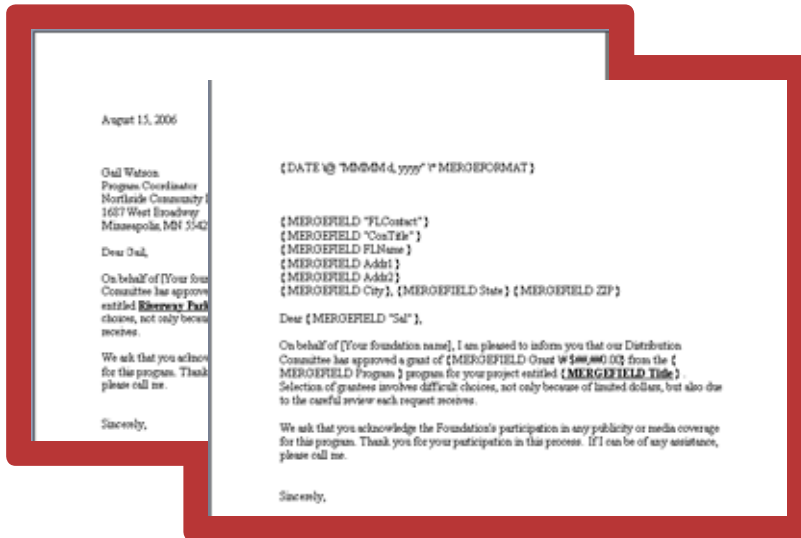 August 15, 2006
Gail Watson
Program Coordinator
Northside Community
1687 West Broadway
Minneapolis, MN 5542
Dear Gail,
On behalf of [Your foun
Committee has approve
entitled Riverway Park
choices, not only becau
receives.
We ask that you acknow
for this program. Thank
please call me.
Sincerely,
{ DATE \@ "MMMM d, yyyy" \* MERGEFORMAT }
{ MERGEFIELD "FLContact" }
{ MERGEFIELD "ConTitle" }
{ MERGEFIELD FLName }
{ MERGEFIELD Addr1 }
{ MERGEFIELD Addr2 }
{ MERGEFIELD City }, { MERGEFIELD State } { MERGEFIELD ZIP }
Dear { MERGEFIELD "Sal" },
On behalf of [Your foundation name], I am pleased to inform you that our Distribution
Committee has approved a grant of { MERGEFIELD Grant \# $###,##0.00} from the {
MERGEFIELD Program } program for your project entitled { MERGEFIELD Title } .
Selection of grantees involves difficult choices, not only because of limited dollars, but also due
to the careful review each request receives.
We ask that you acknowledge the Foundation's participation in any publicity or media coverage
for this program. Thank you for your participation in this process. If I can be of any assistance,
please call me.
Sincerely,